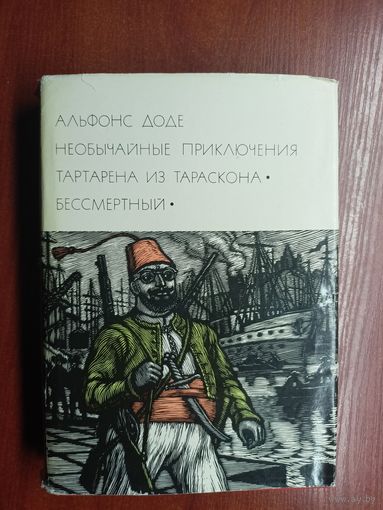 АЛЬФОНС ДОДЕ
НЕОБЫЧАЙНЫЕ ПРИКЛЮЧЕНИЯ
ТАРТАРЕНА ИЗ ТАРАСКОНА •
БЕССМЕРТНЫЙ •
ay.by